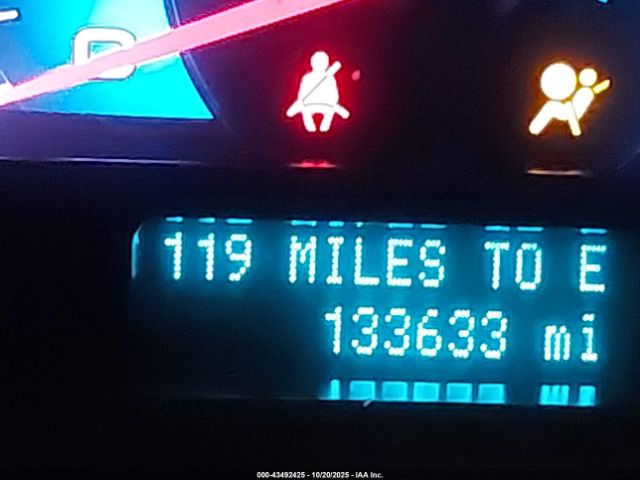 119 MILES TO E
133633 mi
000-43492425 - 10/20/2025 - IAA Inc.